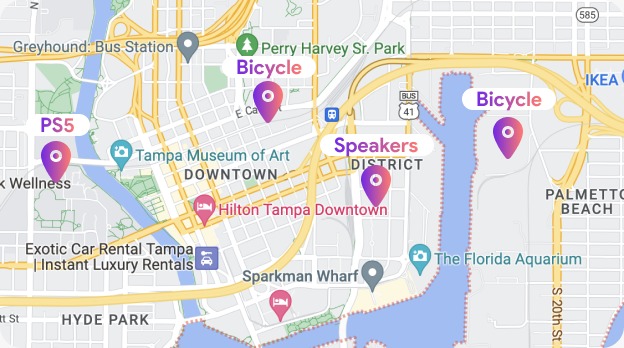 585
Greyhound: Bus Station
Perry Harvey Sr. Park
Bicycle
IKEA
BUS
41
Bicycle
PS5
Speakers
Tampa Museum of Art
DISTRICT
DOWNTOWN
k Wellness
PALMETTO
BEACH
Hilton Tampa Downtown
Exotic Car Rental Tampa
| Instant Luxury Rentals
The Florida Aquarium
Sparkman Wharf
S 20th St
tt St
HYDE PARK